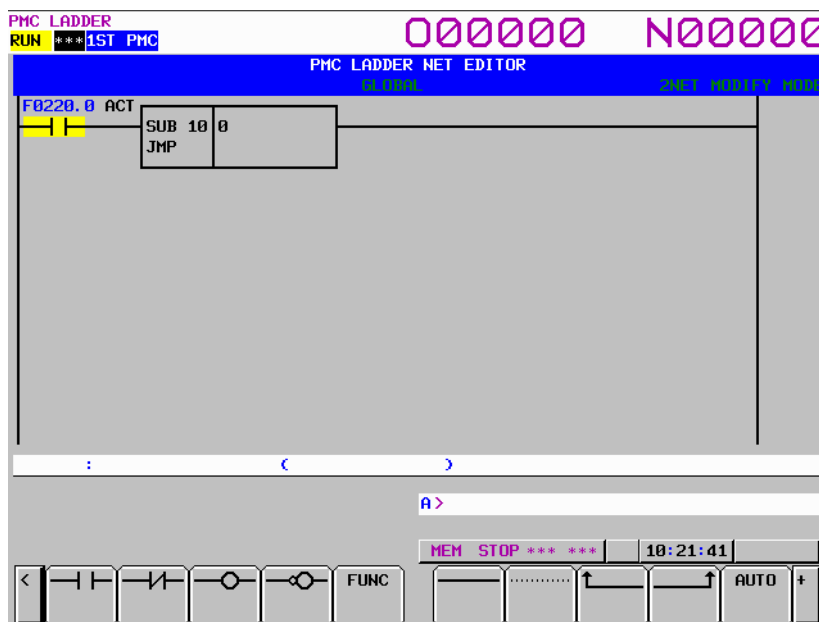 PMC LADDER
O00000 N00000
RUN ***1ST PMC
PMC LADDER NET EDITOR
GLOBAL 2NET MODIFY MODE
F0220.0 ACT
SUB 10 0
JMP
: ( )
A>
MEM STOP *** *** 10:21:41
< FUNC AUTO +